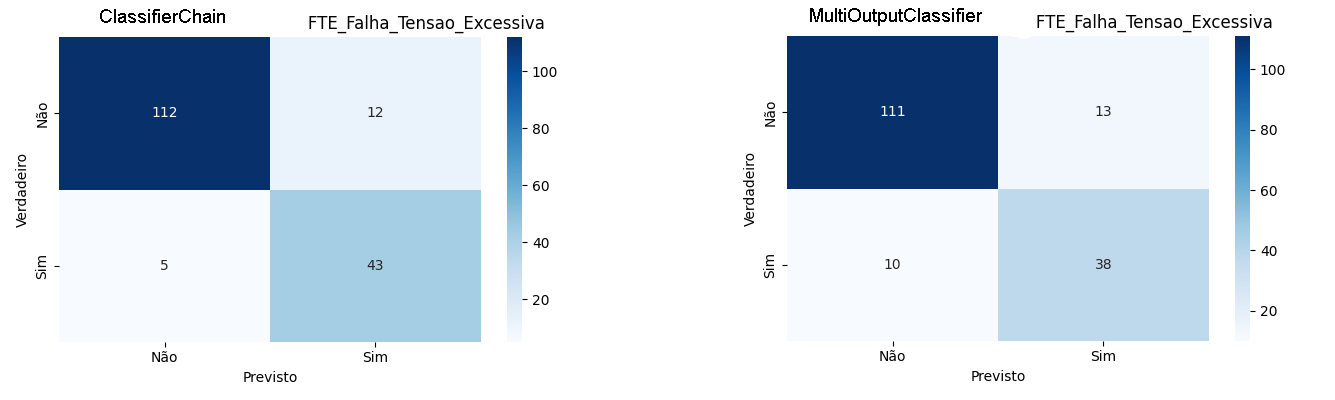 ClassifierChain
FTE_Falha_Tensao_Excessiva
Não
112
12
100
80
60
40
20
Verdadeiro
Sim
5
43
Não
Sim
Previsto
MultiOutputClassifier
FTE_Falha_Tensao_Excessiva
Não
111
13
100
80
60
40
20
Verdadeiro
Sim
10
38
Não
Sim
Previsto